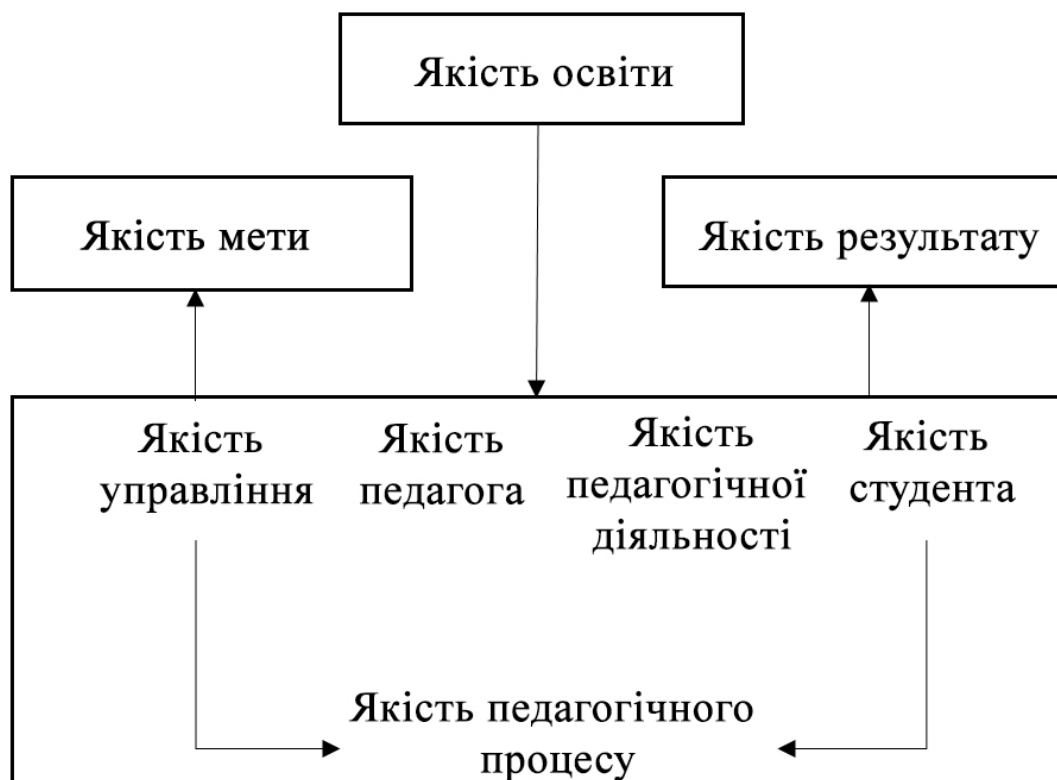 Якість освіти
Якість мети
Якість результату
Якість
управління
Якість
педагога
Якість
педагогічної
діяльності
Якість
студента
Якість педагогічного
процесу